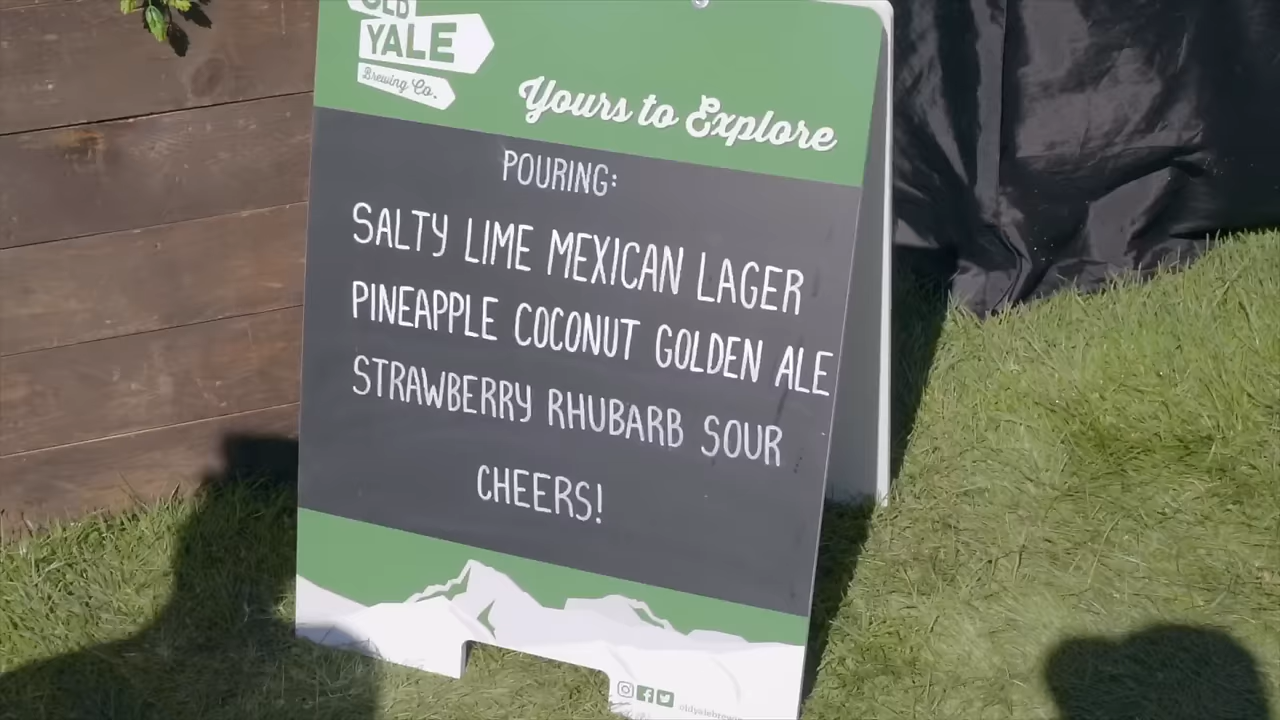 OLD
YALE
Brewing Co.
Yours to Explore
POURING:
SALTY LIME MEXICAN LAGER
PINEAPPLE COCONUT GOLDEN ALE
STRAWBERRY RHUBARB SOUR
CHEERS!